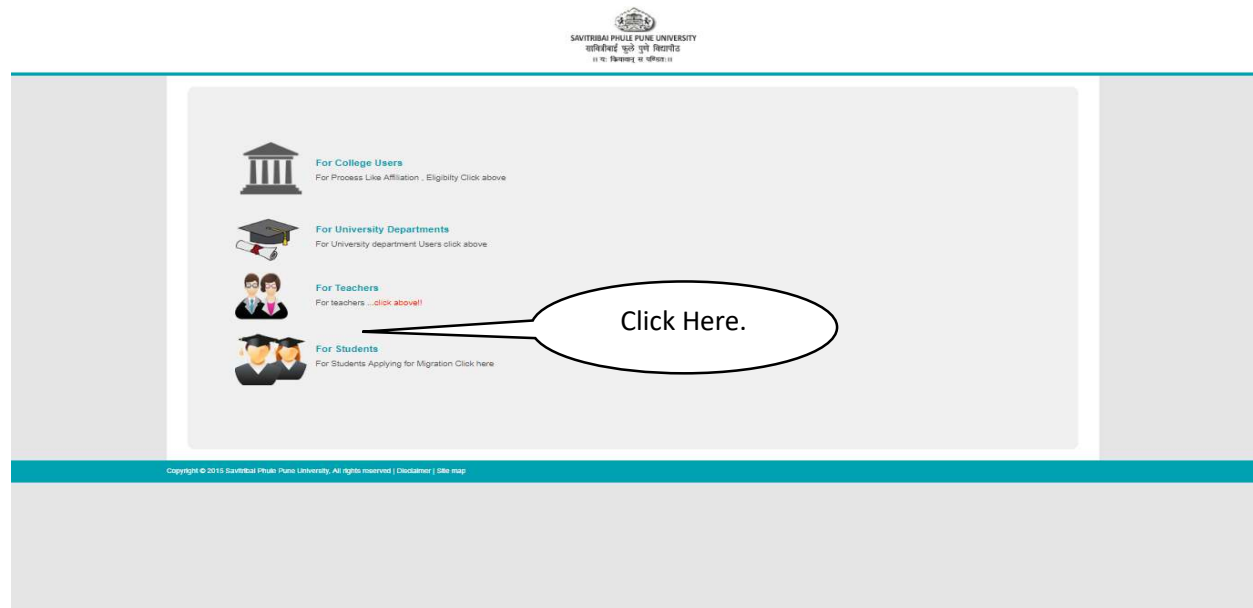 SAVITRIBAI PHULE PUNE UNIVERSITY
सावित्रीबाई फुले पुणे विद्यापीठ
॥ यः क्रियावान् स पण्डितः॥
For College Users
For Process Like Affiliation , Eligibilty Click above
For University Departments
For University department Users click above
For Teachers
For teachers ...click above!!
Click Here.
For Students
For Students Applying for Migration Click here
Copyright © 2015 Savitribai Phule Pune University, All rights reserved | Disclaimer | Site map